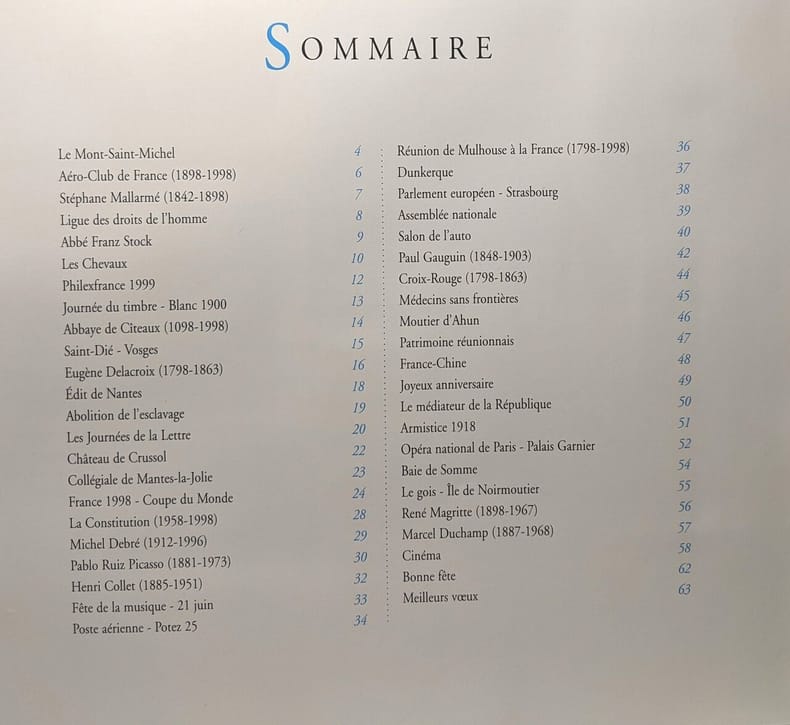 SOMMAIRE
Le Mont-Saint-Michel 4
Aéro-Club de France (1898-1998) 6
Stéphane Mallarmé (1842-1898) 7
Ligue des droits de l'homme 8
Abbé Franz Stock 9
Les Chevaux 10
Philexfrance 1999 12
Journée du timbre - Blanc 1900 13
Abbaye de Cîteaux (1098-1998) 14
Saint-Dié - Vosges 15
Eugène Delacroix (1798-1863) 16
Édit de Nantes 18
Abolition de l'esclavage 19
Les Journées de la Lettre 20
Château de Crussol 22
Collégiale de Mantes-la-Jolie 23
France 1998 - Coupe du Monde 24
La Constitution (1958-1998) 28
Michel Debré (1912-1996) 29
Pablo Ruiz Picasso (1881-1973) 30
Henri Collet (1885-1951) 32
Fête de la musique - 21 juin 33
Poste aérienne - Potez 25 34
Réunion de Mulhouse à la France (1798-1998) 36
Dunkerque 37
Parlement européen - Strasbourg 38
Assemblée nationale 39
Salon de l'auto 40
Paul Gauguin (1848-1903) 42
Croix-Rouge (1798-1863) 44
Médecins sans frontières 45
Moutier d'Ahun 46
Patrimoine réunionnais 47
France-Chine 48
Joyeux anniversaire 49
Le médiateur de la République 50
Armistice 1918 51
Opéra national de Paris - Palais Garnier 52
Baie de Somme 54
Le gois - Île de Noirmoutier 55
René Magritte (1898-1967) 56
Marcel Duchamp (1887-1968) 57
Cinéma 58
Bonne fête 62
Meilleurs vœux 63